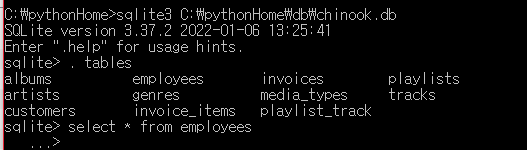 C:₩pythonHome>sqlite3 C:₩pythonHome₩db₩chinook.db
SQLite version 3.37.2 2022-01-06 13:25:41
Enter ".help" for usage hints.
sqlite> . tables
albums employees invoices playlists
artists genres media_types tracks
customers invoice_items playlist_track
sqlite> select * from employees
...>